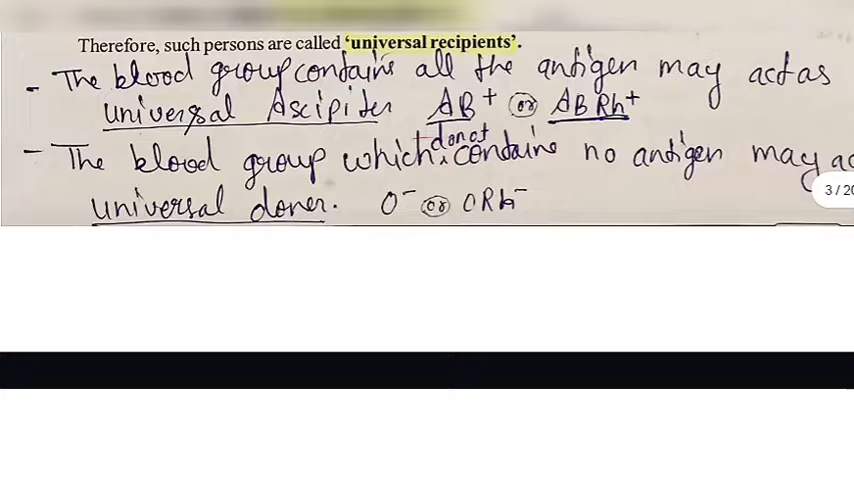 Therefore, such persons are called 'universal recipients'.
- The blood group contains all the antigen may act as
universal Ascipiter AB+ or ABRh+
do not
- The blood group which contains no antigen may ac
universal doner. O- or ORh-
3/20